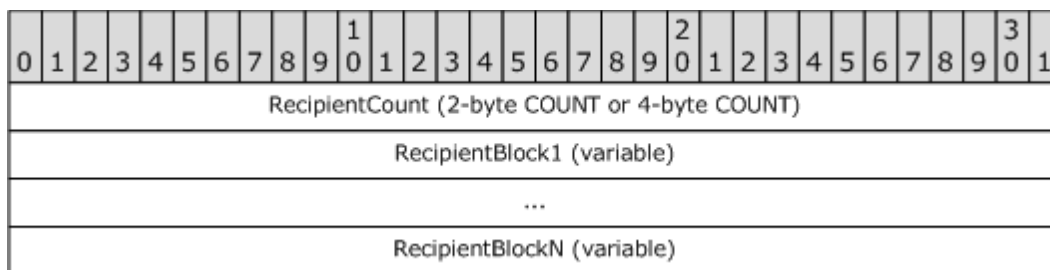 0 1 2 3 4 5 6 7 8 9 1 0 1 2 3 4 5 6 7 8 9 2 0 1 2 3 4 5 6 7 8 9 3 0 1
RecipientCount (2-byte COUNT or 4-byte COUNT)
RecipientBlock1 (variable)
...
RecipientBlockN (variable)